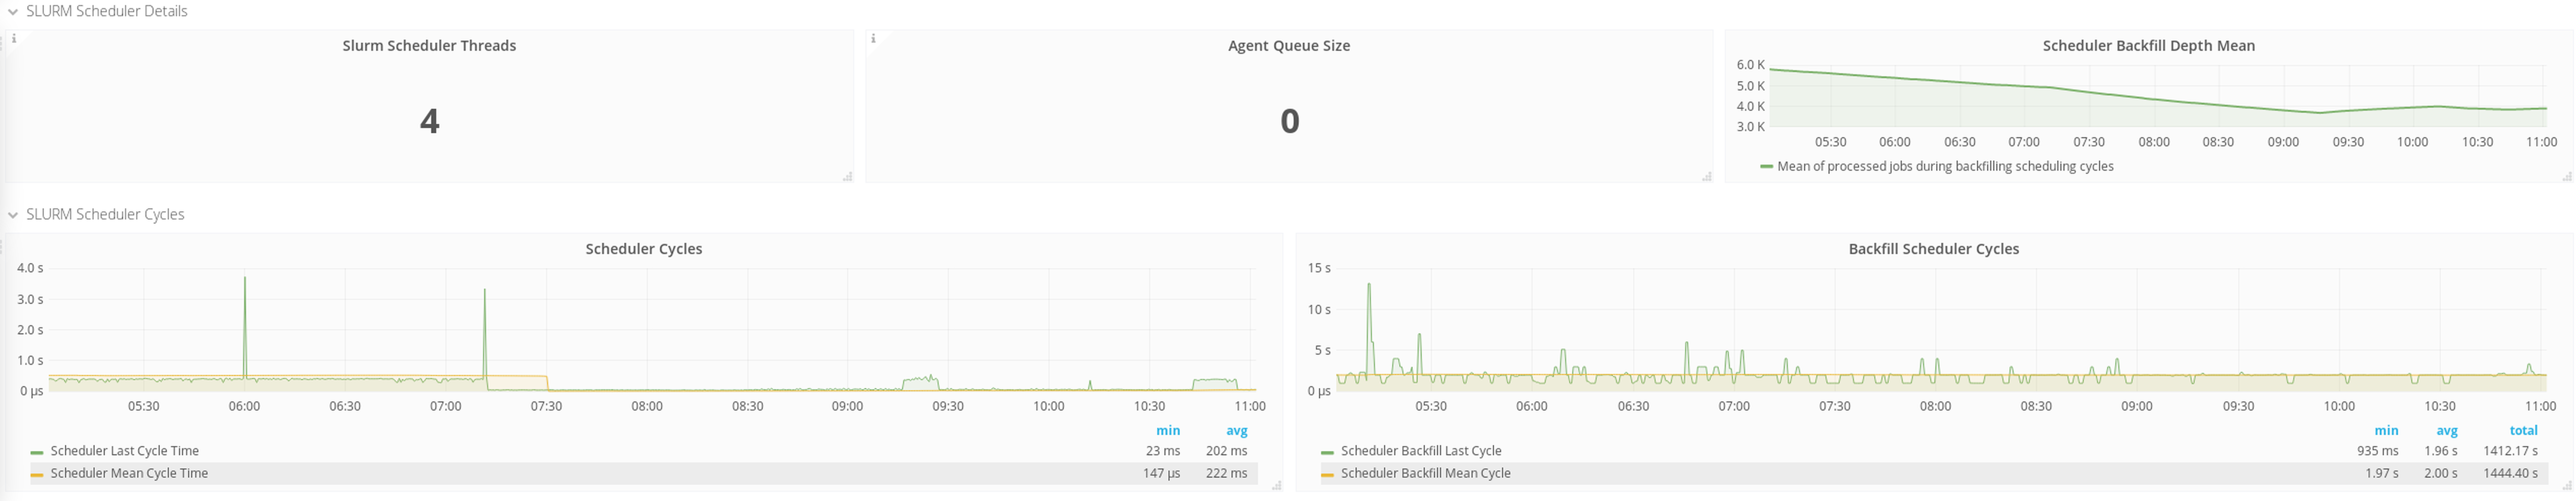 SLURM Scheduler Details
Slurm Scheduler Threads
4
Agent Queue Size
0
Scheduler Backfill Depth Mean
6.0 K
5.0 K
4.0 K
3.0 K
05:30 06:00 06:30 07:00 07:30 08:00 08:30 09:00 09:30 10:00 10:30 11:00
Mean of processed jobs during backfilling scheduling cycles
SLURM Scheduler Cycles
Scheduler Cycles
4.0 s
3.0 s
2.0 s
1.0 s
0 µs
05:30 06:00 06:30 07:00 07:30 08:00 08:30 09:00 09:30 10:00 10:30 11:00
min avg
Scheduler Last Cycle Time 23 ms 202 ms
Scheduler Mean Cycle Time 147 µs 222 ms
Backfill Scheduler Cycles
15 s
10 s
5 s
0 µs
05:30 06:00 06:30 07:00 07:30 08:00 08:30 09:00 09:30 10:00 10:30 11:00
min avg total
Scheduler Backfill Last Cycle 935 ms 1.96 s 1412.17 s
Scheduler Backfill Mean Cycle 1.97 s 2.00 s 1444.40 s